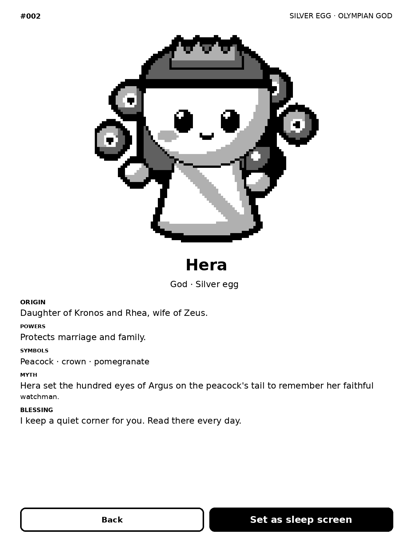 #002
SILVER EGG · OLYMPIAN GOD
Hera
God · Silver egg
ORIGIN
Daughter of Kronos and Rhea, wife of Zeus.
POWERS
Protects marriage and family.
SYMBOLS
Peacock · crown · pomegranate
MYTH
Hera set the hundred eyes of Argus on the peacock's tail to remember her faithful
watchman.
BLESSING
I keep a quiet corner for you. Read there every day.
Back
Set as sleep screen